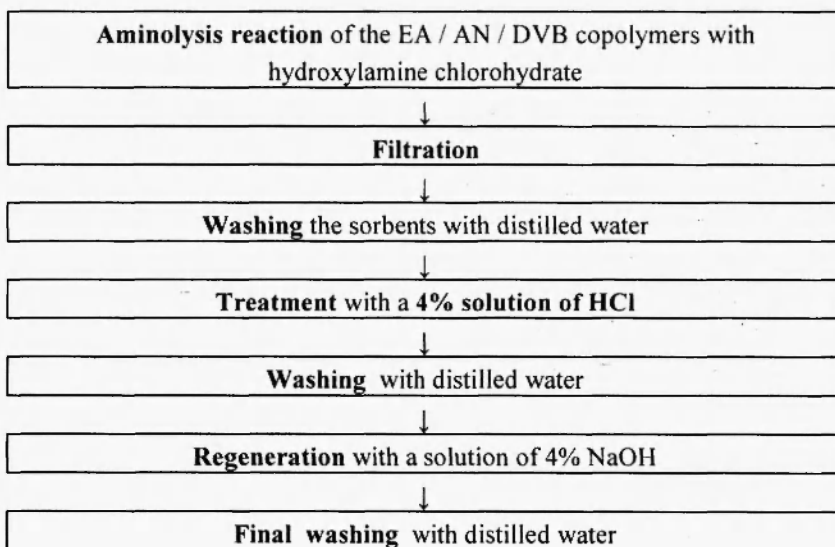 Aminolysis reaction of the EA / AN / DVB copolymers with
hydroxylamine chlorohydrate
↓
Filtration
↓
Washing the sorbents with distilled water
↓
Treatment with a 4% solution of HCl
↓
Washing with distilled water
↓
Regeneration with a solution of 4% NaOH
↓
Final washing with distilled water